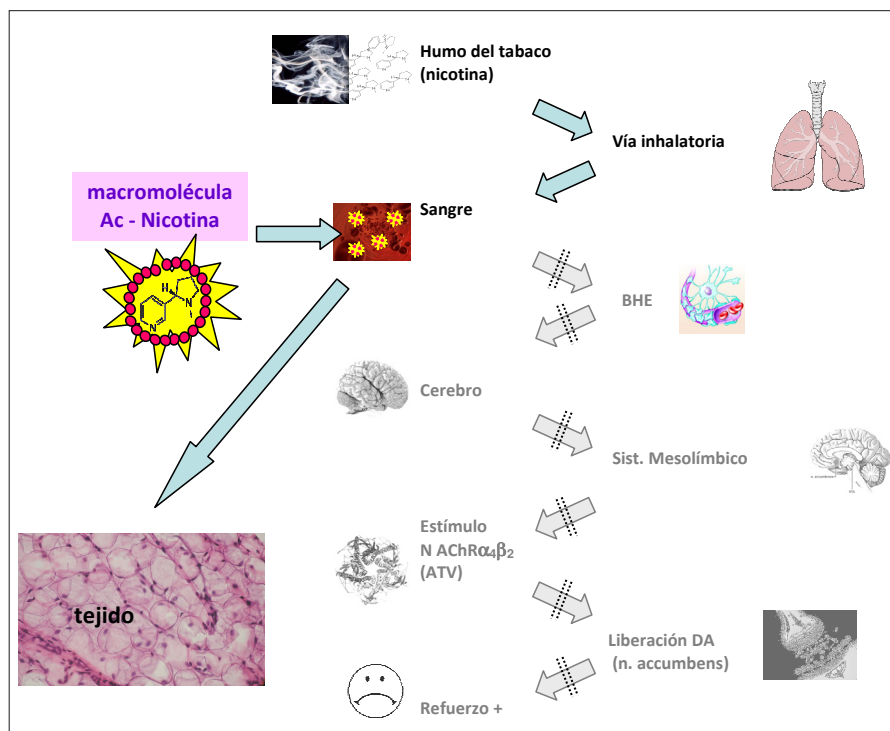 Humo del tabaco
(nicotina)
Vía inhalatoria
macromolécula
Ac - Nicotina
Sangre
H
N
N
BHE
Cerebro
Sist. Mesolímbico
Estímulo
N AChRα₄β₂
(ATV)
tejido
Liberación DA
(n. accumbens)
Refuerzo +